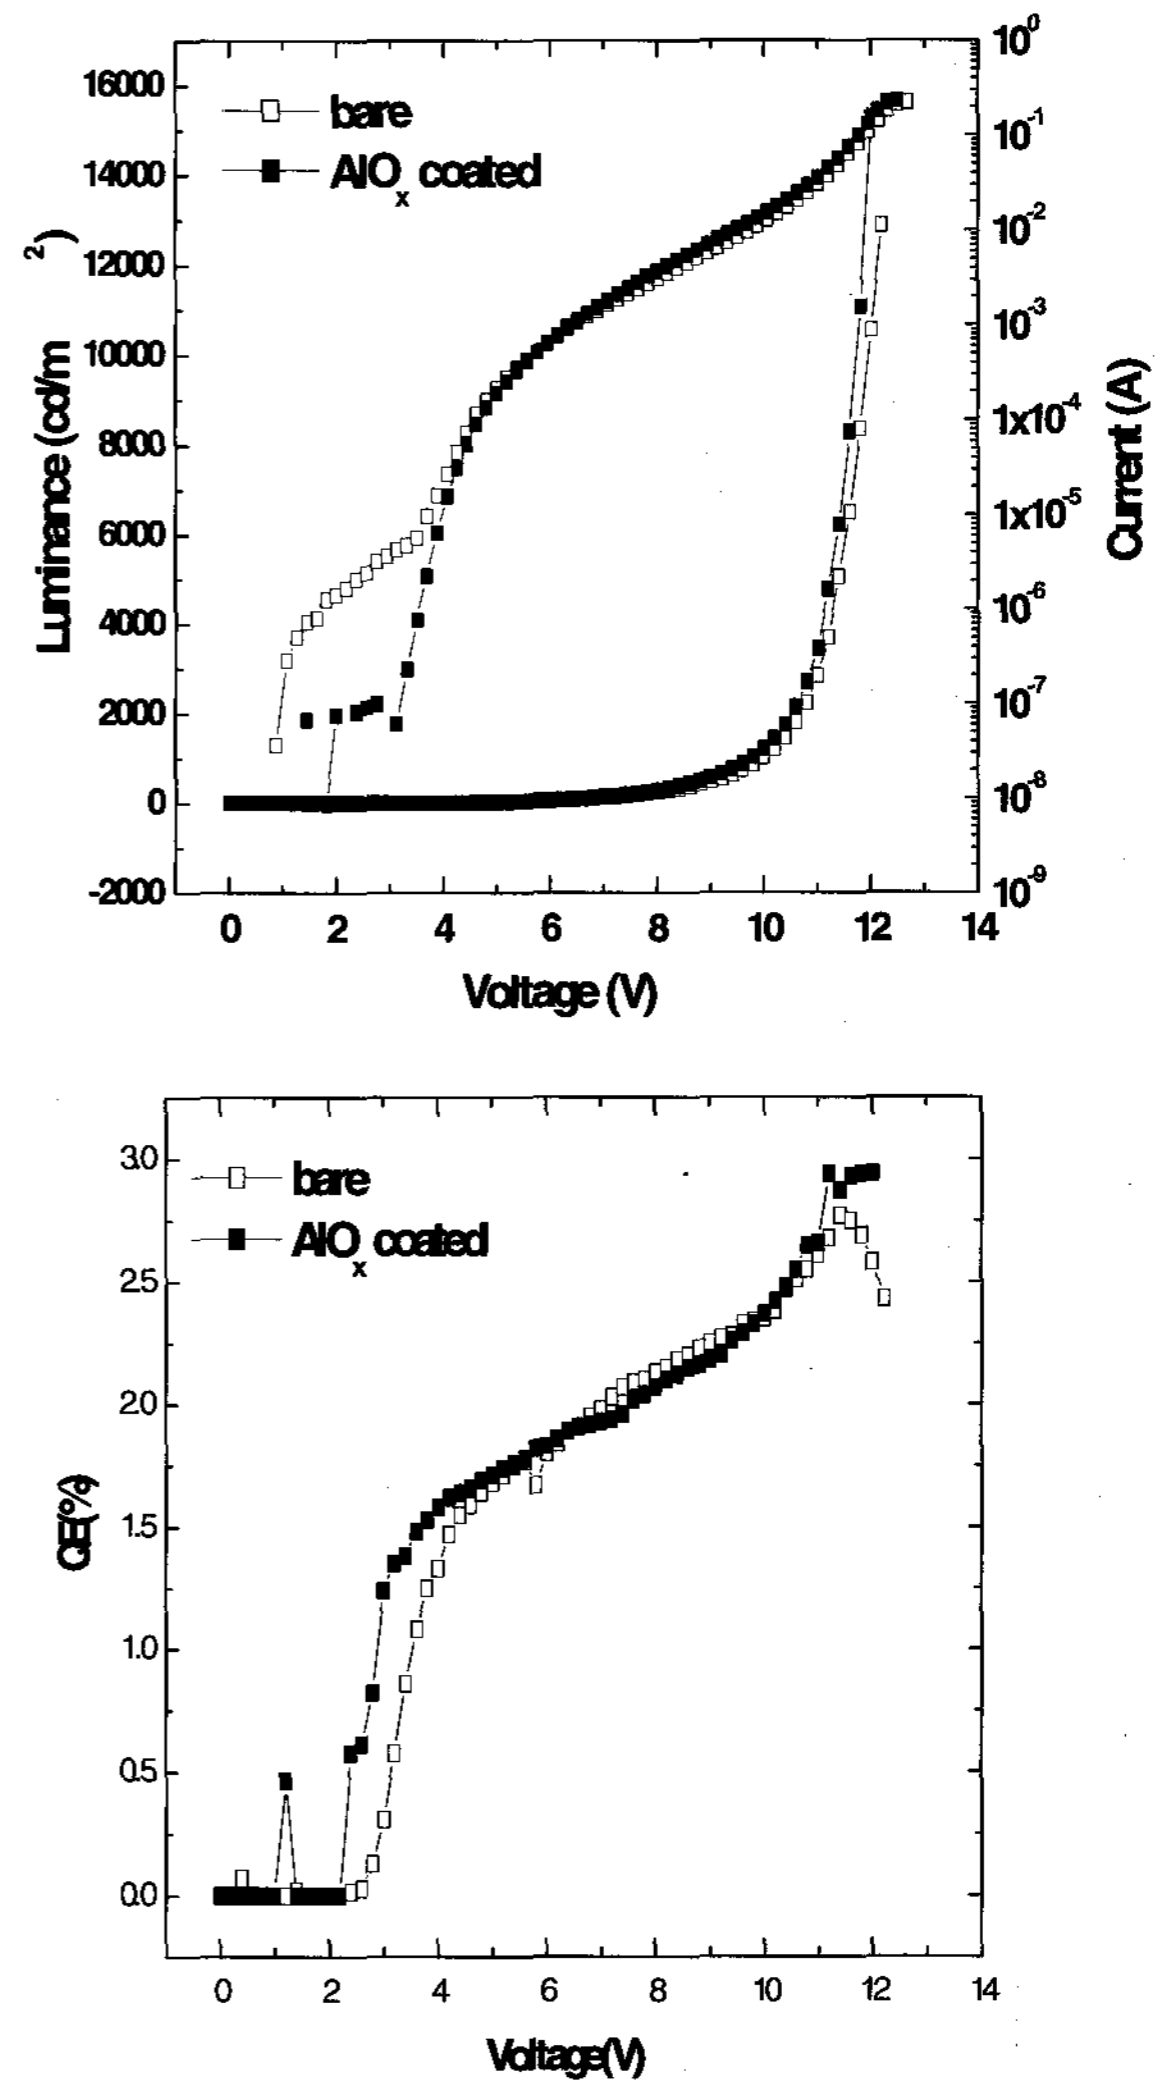 bare
AlOx coated
Luminance (cd/m2)
16000
14000
12000
10000
8000
6000
4000
2000
0
-2000
10^0
10^-1
10^-2
10^-3
1x10^-4
1x10^-5
10^-6
10^-7
10^-8
10^-9
Current (A)
0 2 4 6 8 10 12 14
Voltage (V)
bare
AlOx coated
QE(%)
3.0
2.5
2.0
1.5
1.0
0.5
0.0
0 2 4 6 8 10 12 14
Voltage(V)